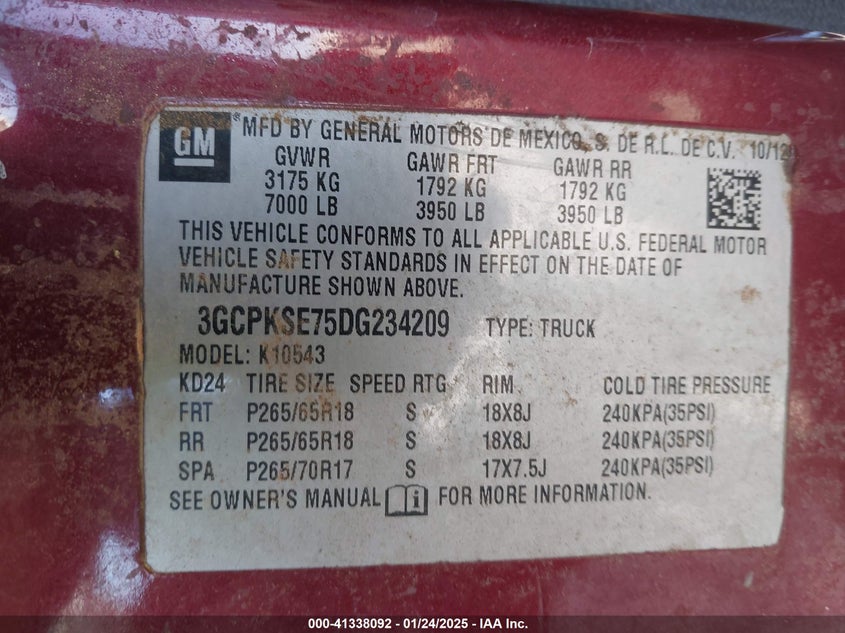 GM ® MFD BY GENERAL MOTORS DE MEXICO, S. DE R.L. DE C.V. 10/12
GVWR GAWR FRT GAWR RR
3175 KG 1792 KG 1792 KG
7000 LB 3950 LB 3950 LB
THIS VEHICLE CONFORMS TO ALL APPLICABLE U.S. FEDERAL MOTOR
VEHICLE SAFETY STANDARDS IN EFFECT ON THE DATE OF
MANUFACTURE SHOWN ABOVE.
3GCPKSE75DG234209 TYPE: TRUCK
MODEL: K10543
KD24 TIRE SIZE SPEED RTG RIM COLD TIRE PRESSURE
FRT P265/65R18 S 18X8J 240KPA(35PSI)
RR P265/65R18 S 18X8J 240KPA(35PSI)
SPA P265/70R17 S 17X7.5J 240KPA(35PSI)
SEE OWNER'S MANUAL i FOR MORE INFORMATION.
000-41338092 - 01/24/2025 - IAA Inc.